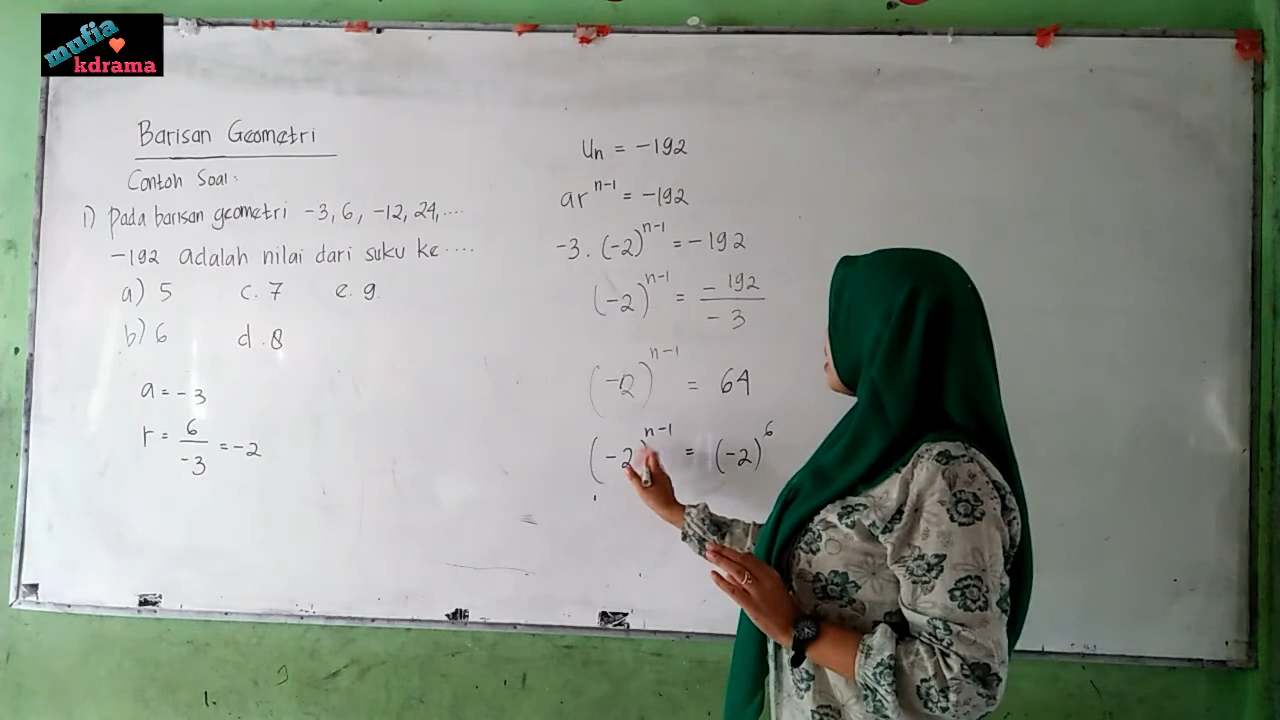 mufia
kdrama
Barisan Geometri
Contoh Soal:
1) Pada barisan geometri -3, 6, -12, 24, ....
-192 adalah nilai dari suku ke ....
a) 5 c. 7 e. 9.
b) 6 d. 8
a = -3
r = 6/-3 = -2
Un = -192
ar^n-1 = -192
-3. (-2)^n-1 = -192
(-2)^n-1 = -192/-3
(-2)^n-1 = 64
(-2)^n-1 = (-2)^6